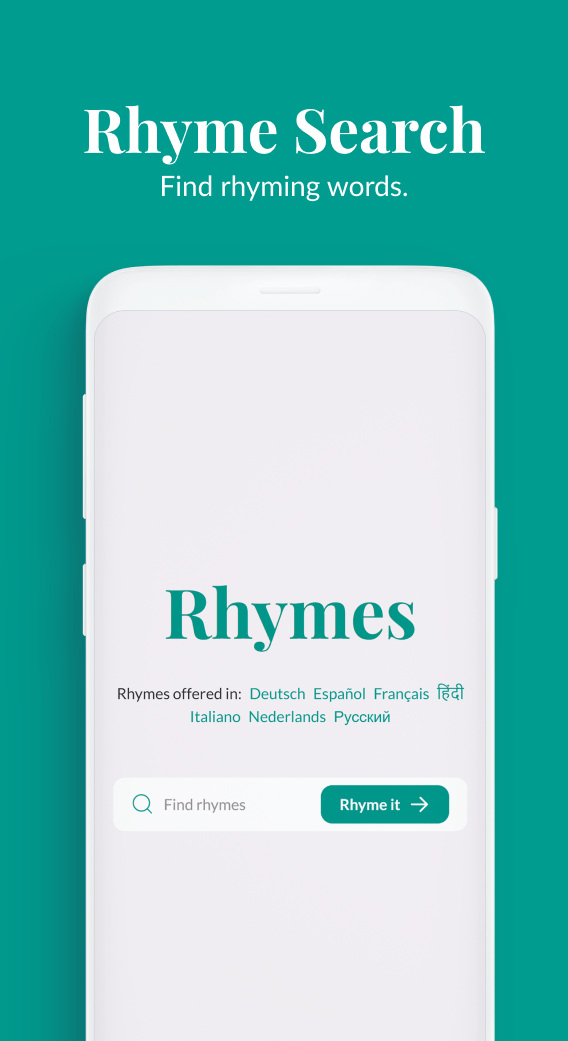 Rhyme Search
Find rhyming words.
Rhymes
Rhymes offered in: Deutsch Español Français हिंदी
Italiano Nederlands Русский
Find rhymes
Rhyme it